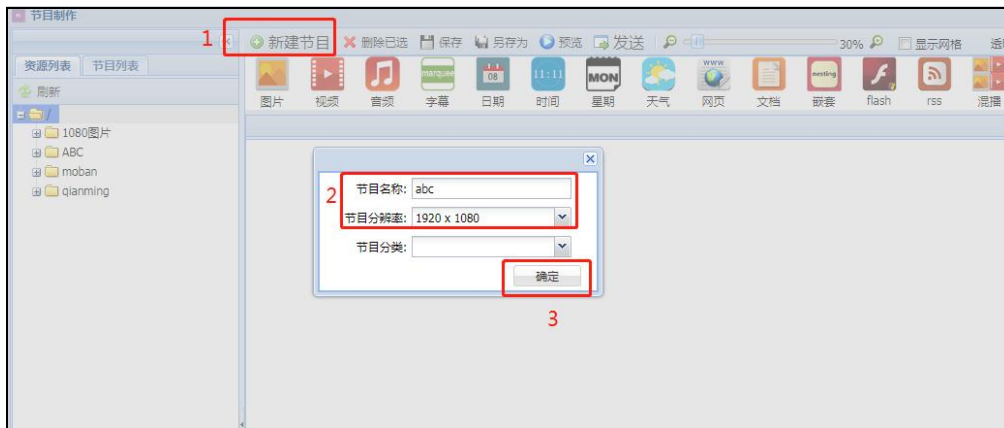 节目制作
1
新建节目 删除已选 保存 另存为 预览 发送 30% 显示网格
资源列表 节目列表
刷新
/
1080图片
ABC
moban
qianming
marquee 08 11:11 MON WWW nesting
图片 视频 音频 字幕 日期 时间 星期 天气 网页 文档 嵌套 flash rss 混播
2
节目名称: abc
节目分辨率: 1920 x 1080
节目分类:
确定
3